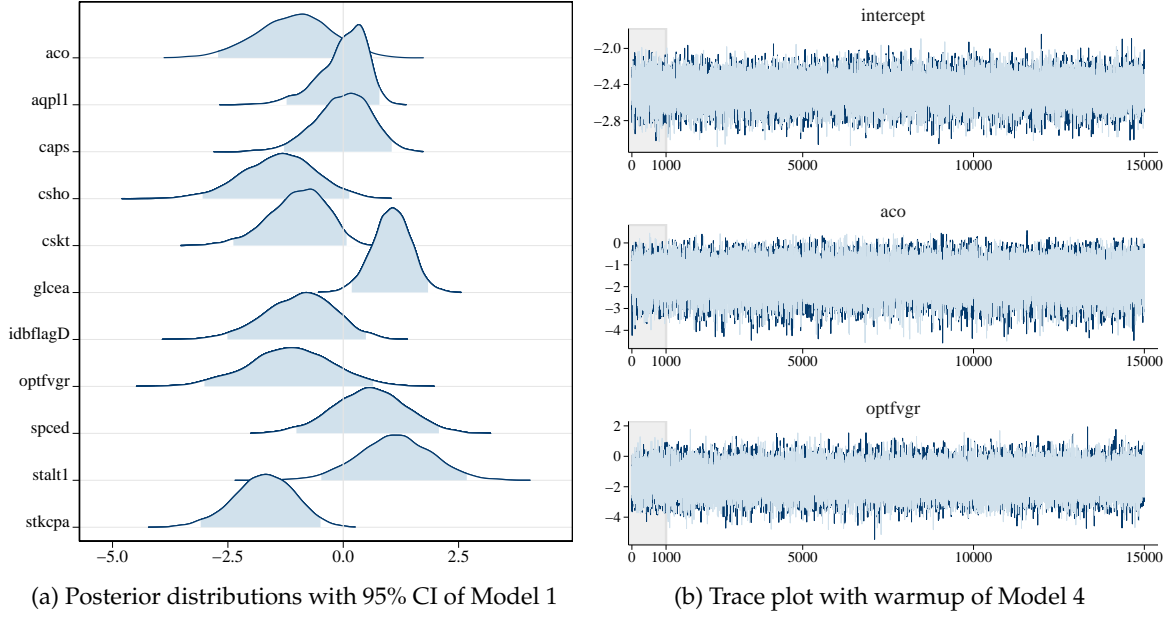 aco
aqpl1
caps
csho
cskt
glcea
idbflagD
optfvgr
spced
stalt1
stkcpa
−5.0 −2.5 0.0 2.5
(a) Posterior distributions with 95% CI of Model 1
intercept
−2.0
−2.4
−2.8
0 1000 5000 10000 15000
aco
0
−1
−2
−3
−4
0 1000 5000 10000 15000
optfvgr
2
0
−2
−4
0 1000 5000 10000 15000
(b) Trace plot with warmup of Model 4